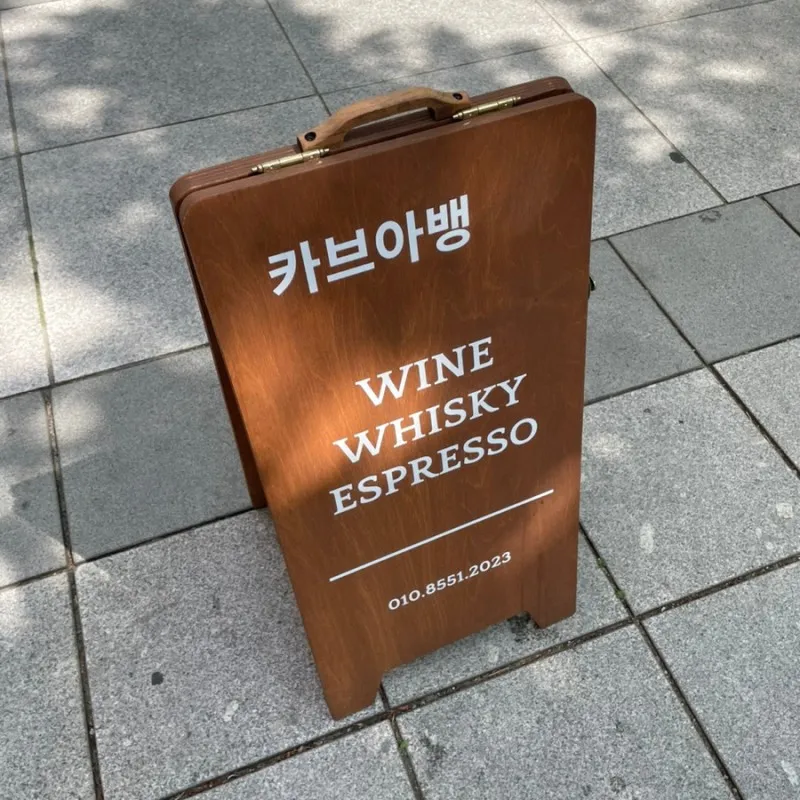 카브아뱅
WINE
WHISKY
ESPRESSO
010.8551.2023